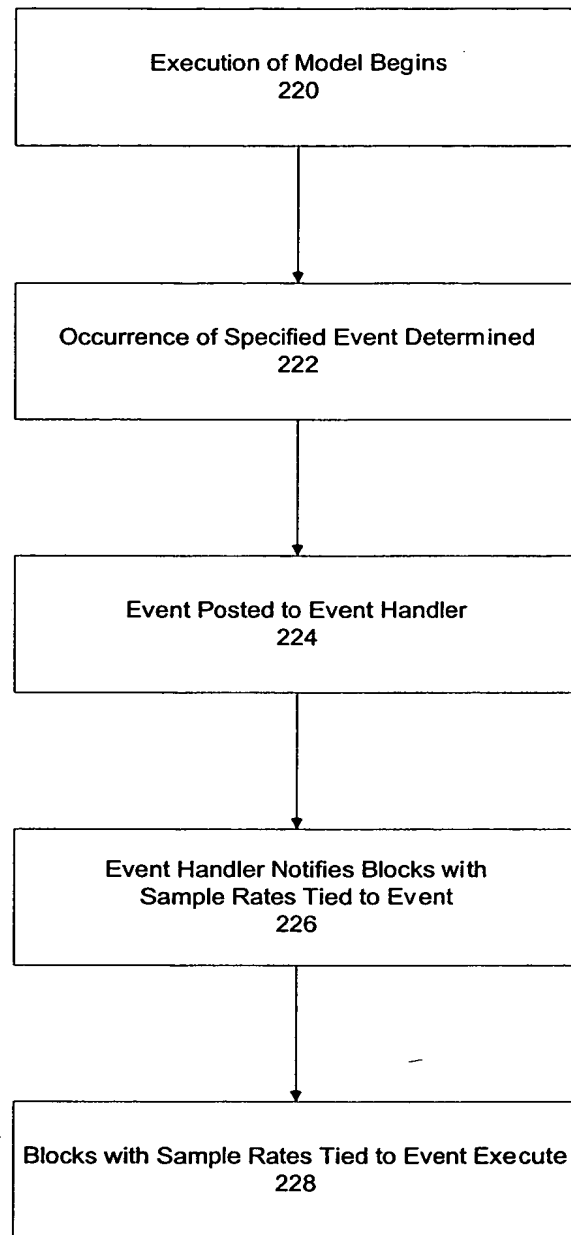 Execution of Model Begins
220
Occurrence of Specified Event Determined
222
Event Posted to Event Handler
224
Event Handler Notifies Blocks with
Sample Rates Tied to Event
226
Blocks with Sample Rates Tied to Event Execute
228